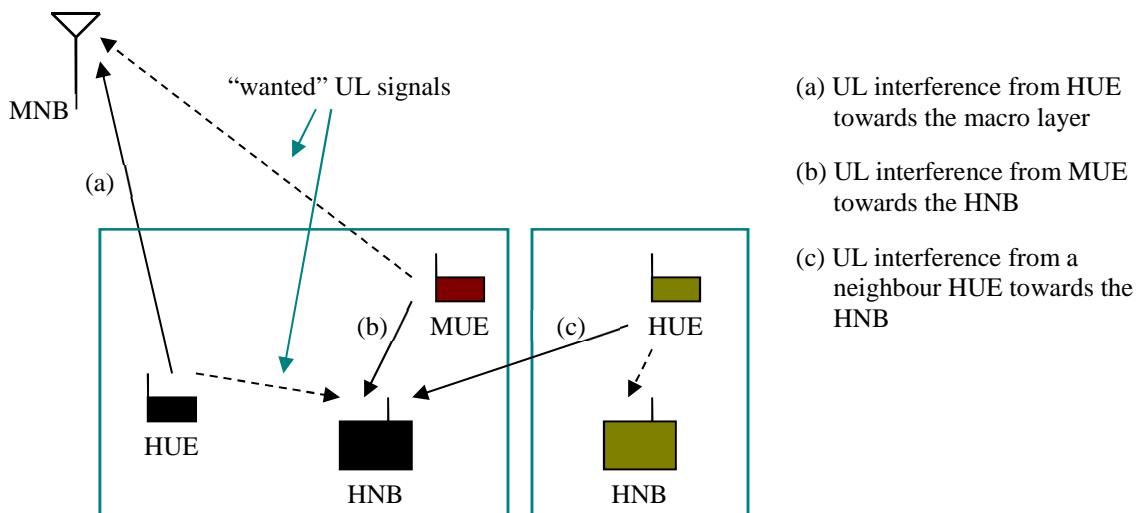 “wanted” UL signals
MNB
(a)
(b)
MUE
(c)
HUE
HUE
HNB
HNB
(a) UL interference from HUE
towards the macro layer
(b) UL interference from MUE
towards the HNB
(c) UL interference from a
neighbour HUE towards the
HNB